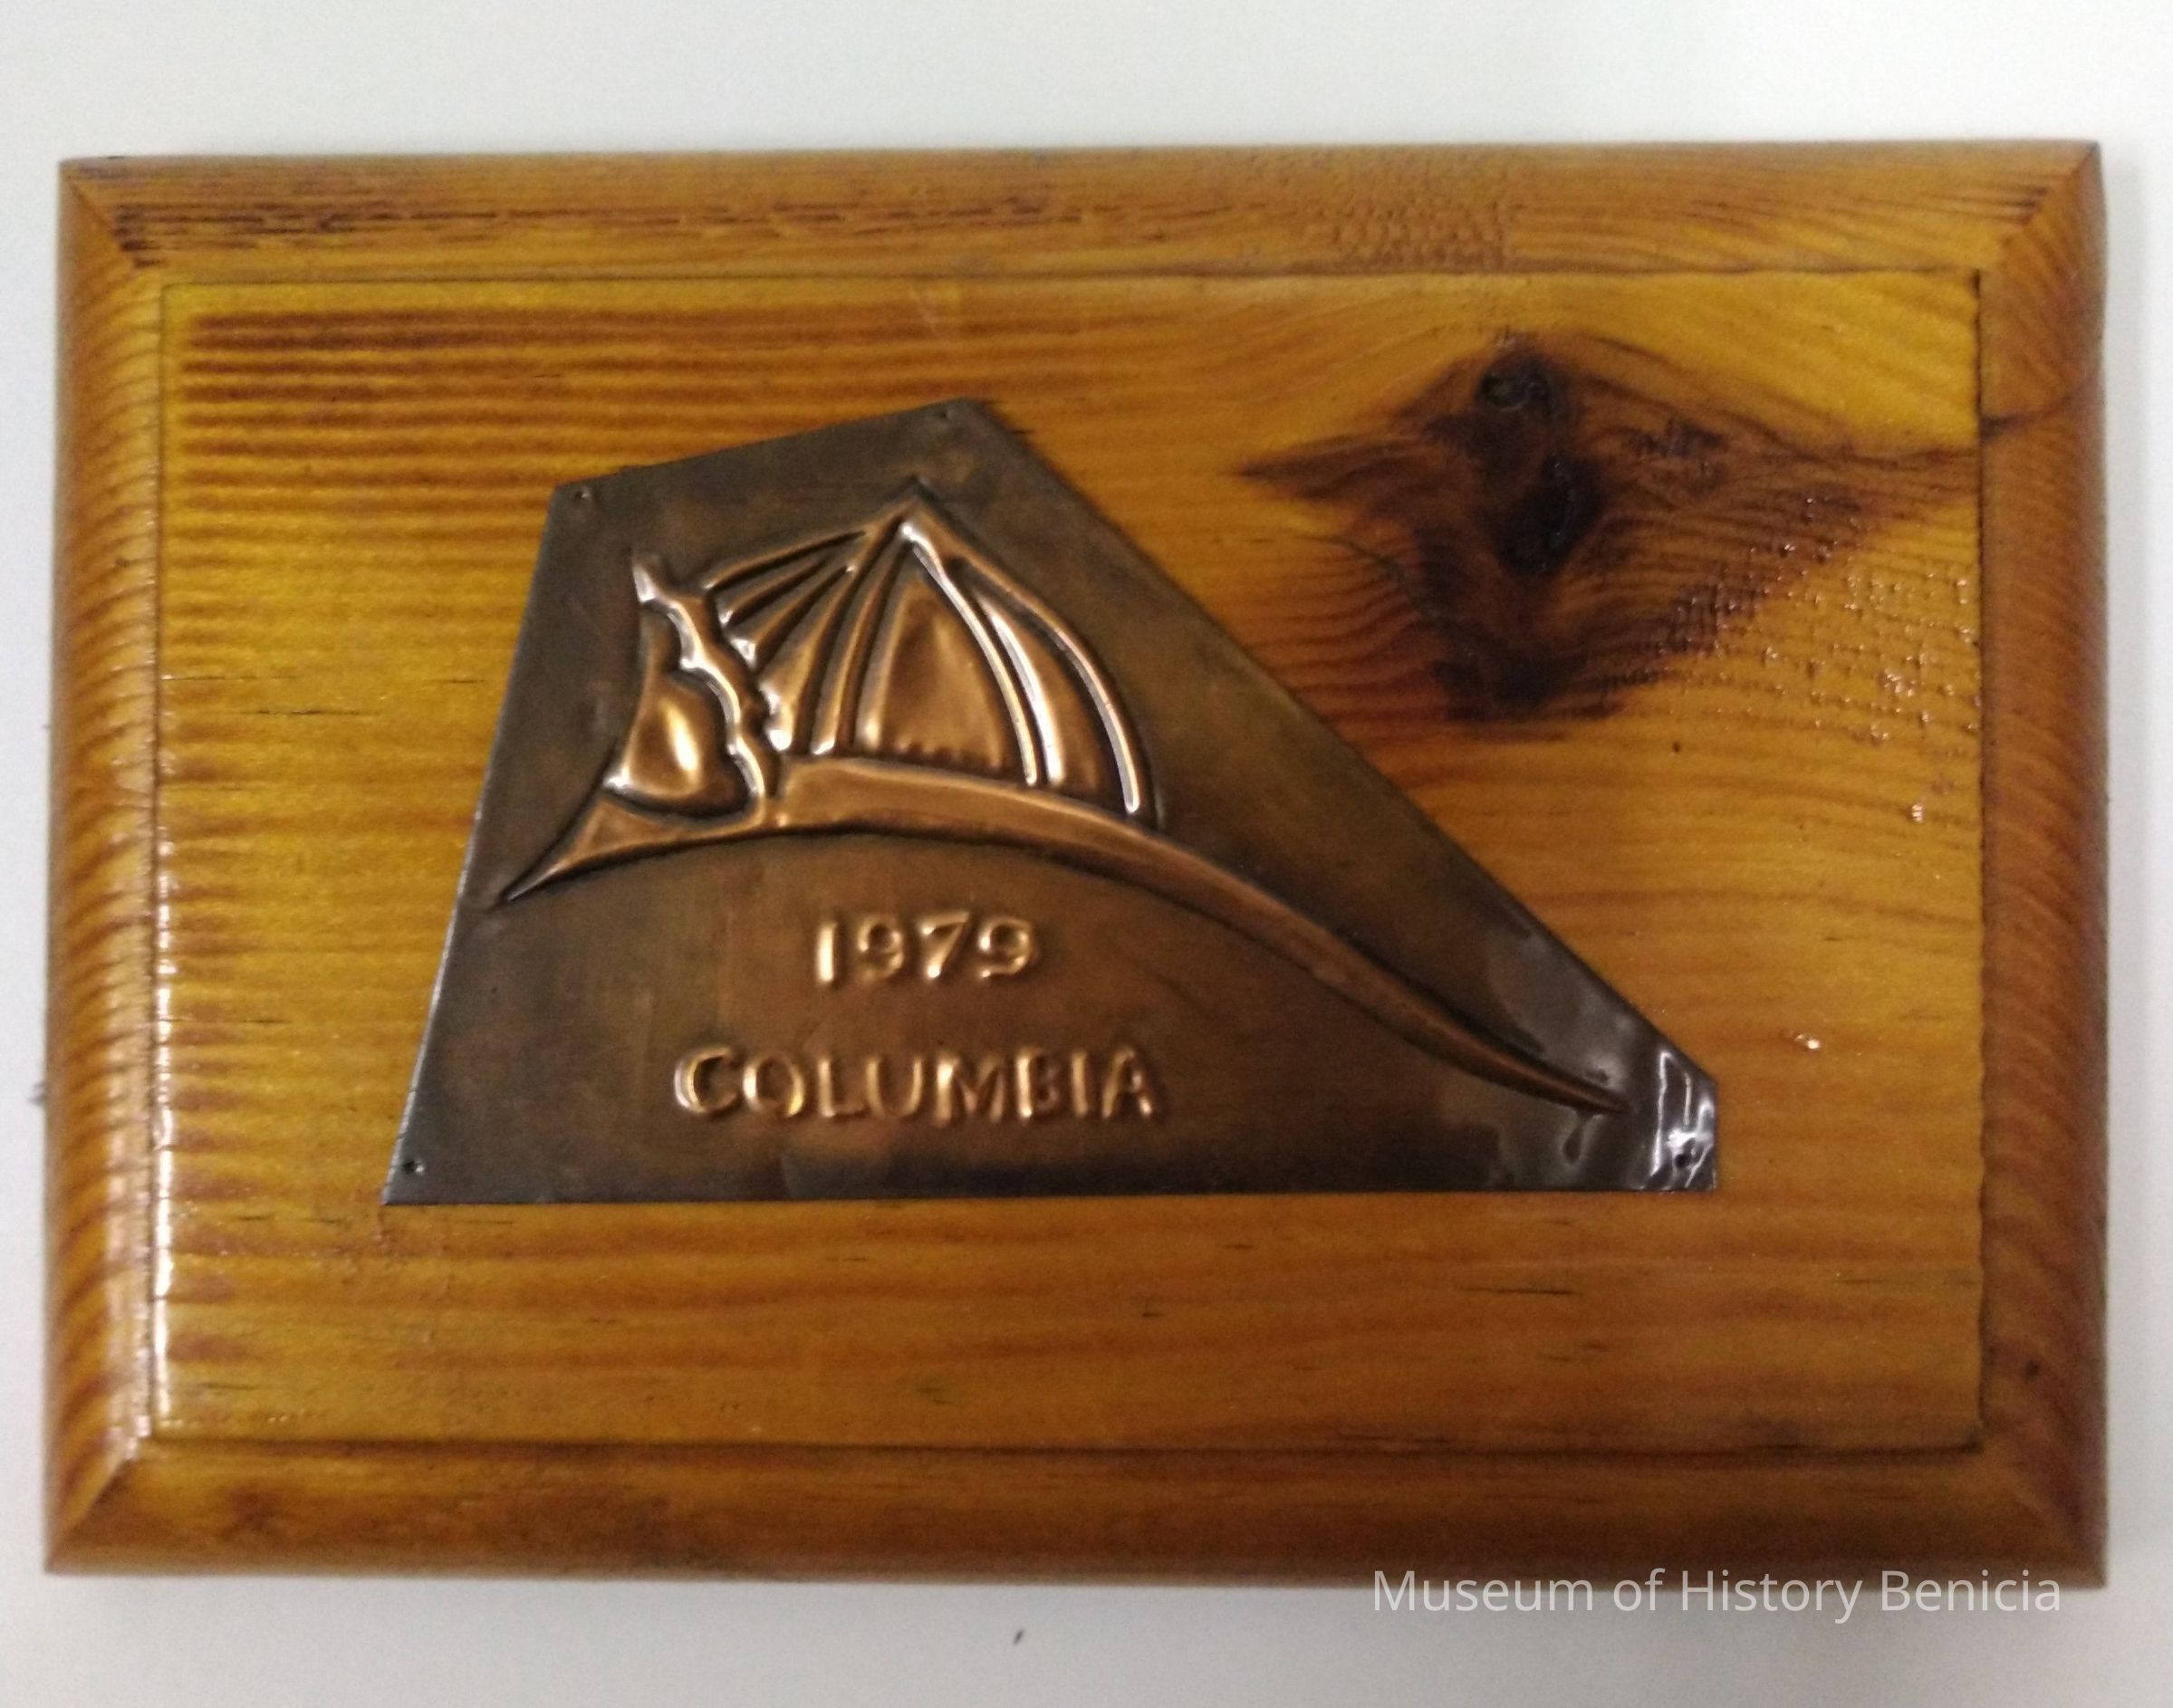 1979
COLUMBIA
Museum of History Benicia